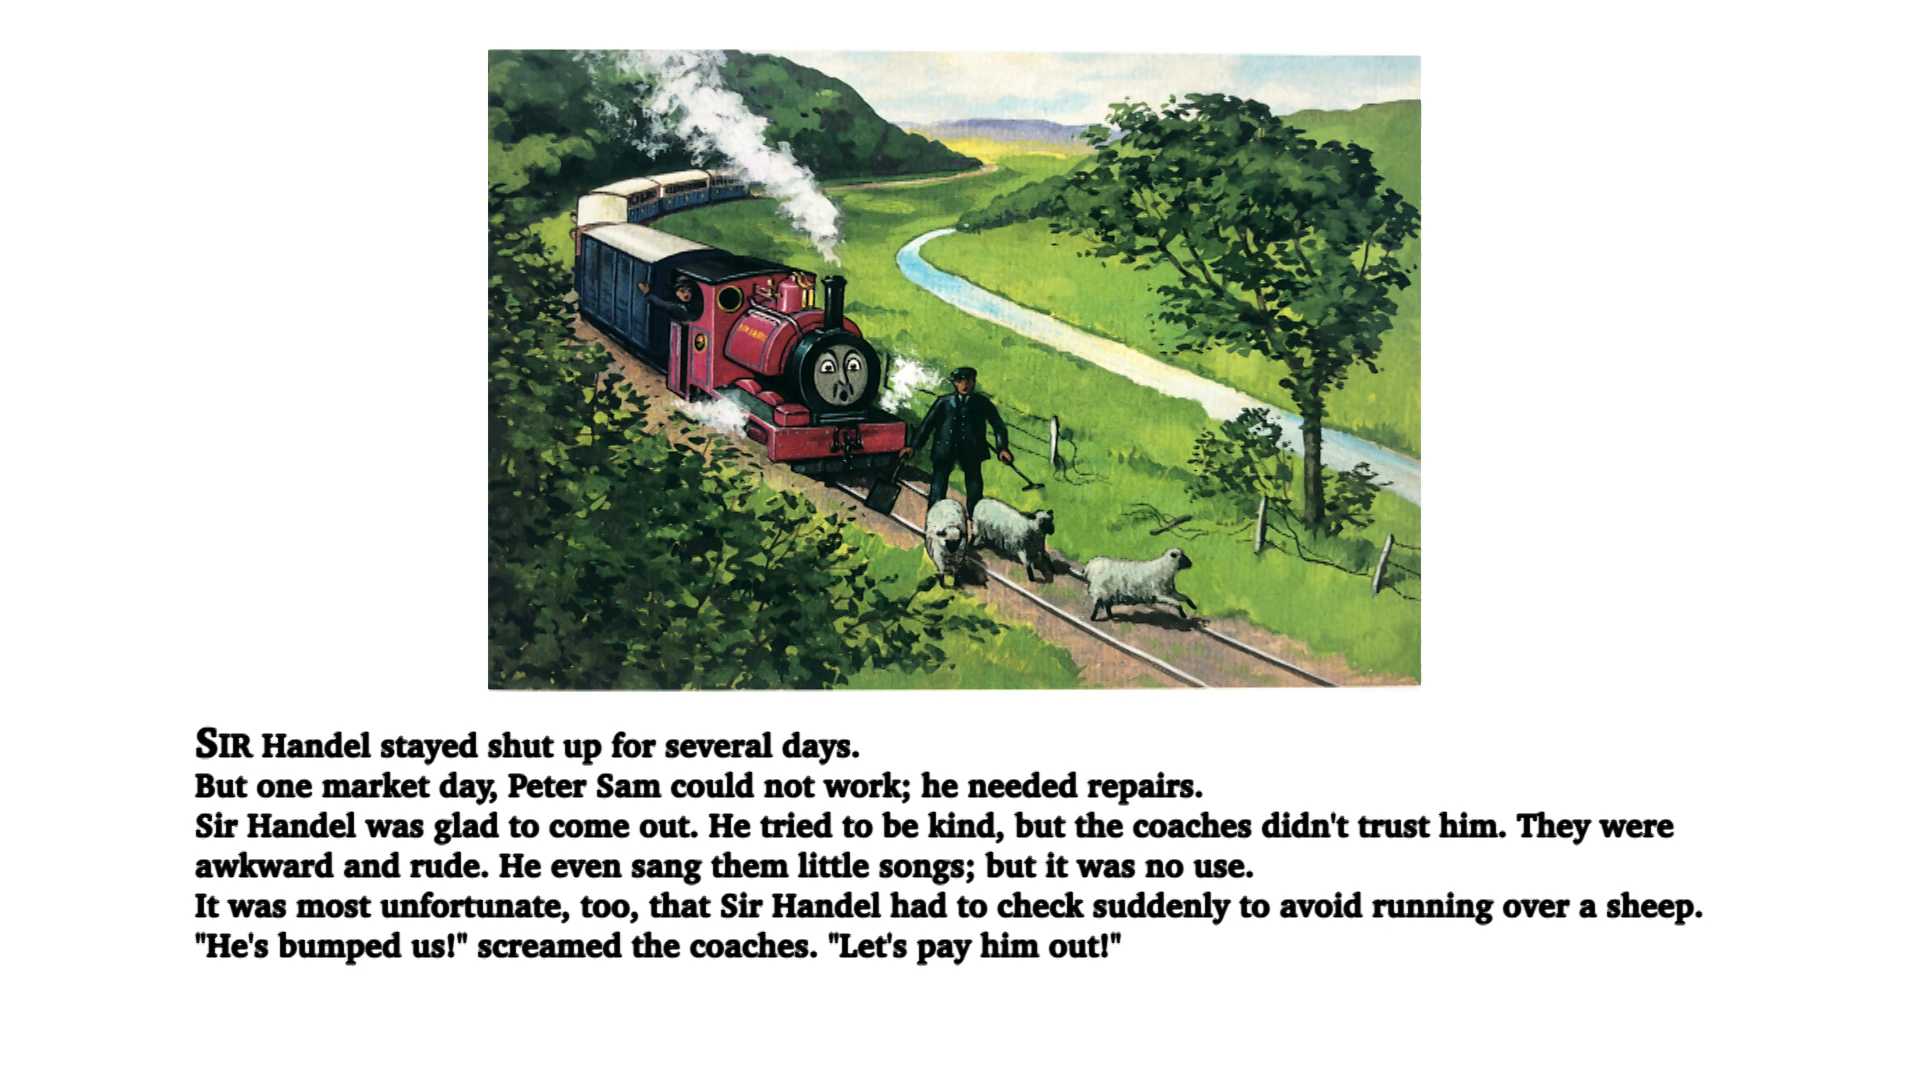 SIR Handel stayed shut up for several days.
But one market day, Peter Sam could not work; he needed repairs.
Sir Handel was glad to come out. He tried to be kind, but the coaches didn't trust him. They were
awkward and rude. He even sang them little songs; but it was no use.
It was most unfortunate, too, that Sir Handel had to check suddenly to avoid running over a sheep.
"He's bumped us!" screamed the coaches. "Let's pay him out!"